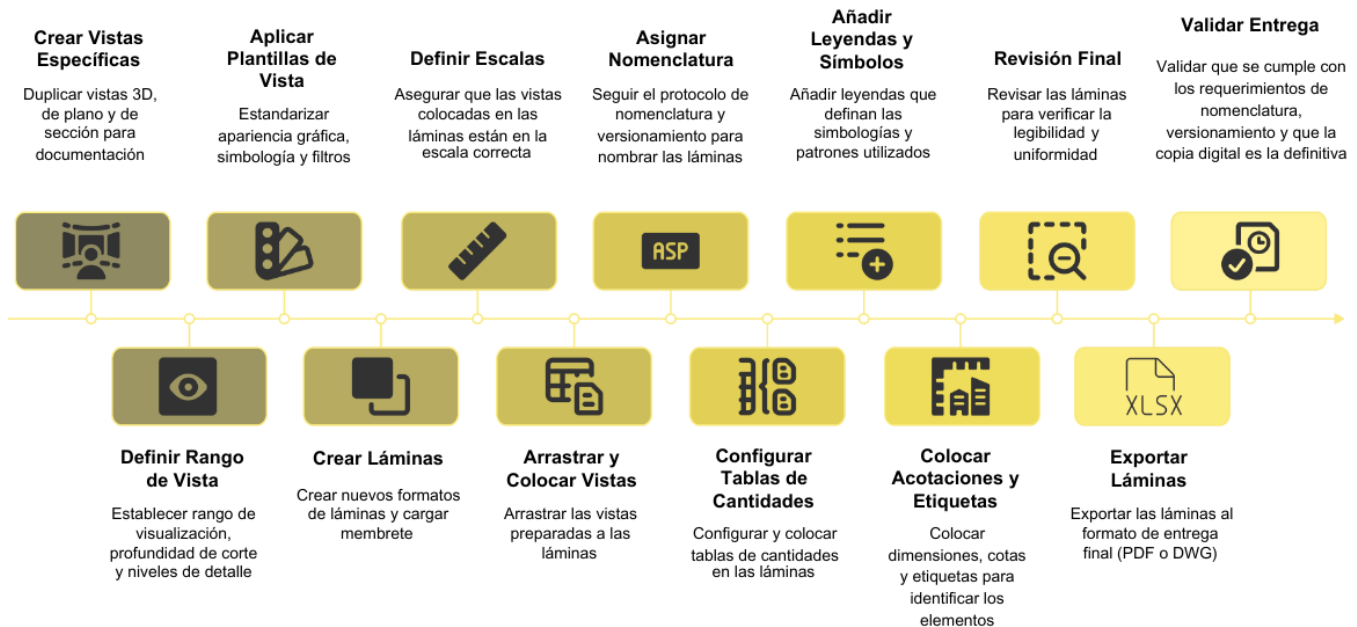 Crear Vistas
Específicas
Duplicar vistas 3D,
de plano y de
sección para
documentación
Aplicar
Plantillas de
Vista
Estandarizar
apariencia gráfica,
simbología y filtros
Definir Escalas
Asegurar que las vistas
colocadas en las
láminas están en la
escala correcta
Asignar
Nomenclatura
Seguir el protocolo de
nomenclatura y
versionamiento para
nombrar las láminas
Añadir
Leyendas y
Símbolos
Añadir leyendas que
definan las
simbologías y
patrones utilizados
Revisión Final
Revisar las láminas
para verificar la
legibilidad y
uniformidad
Validar Entrega
Validar que se cumple con
los requerimientos de
nomenclatura,
versionamiento y que la
copia digital es la definitiva
ASP
XLSX
Definir Rango
de Vista
Establecer rango de
visualización,
profundidad de corte
y niveles de detalle
Crear Láminas
Crear nuevos formatos
de láminas y cargar
membrete
Arrastrar y
Colocar Vistas
Arrastrar las vistas
preparadas a las
láminas
Configurar
Tablas de
Cantidades
Configurar y colocar
tablas de cantidades
en las láminas
Colocar
Acotaciones y
Etiquetas
Colocar
dimensiones, cotas
y etiquetas para
identificar los
elementos
Exportar
Láminas
Exportar las láminas al
formato de entrega
final (PDF o DWG)